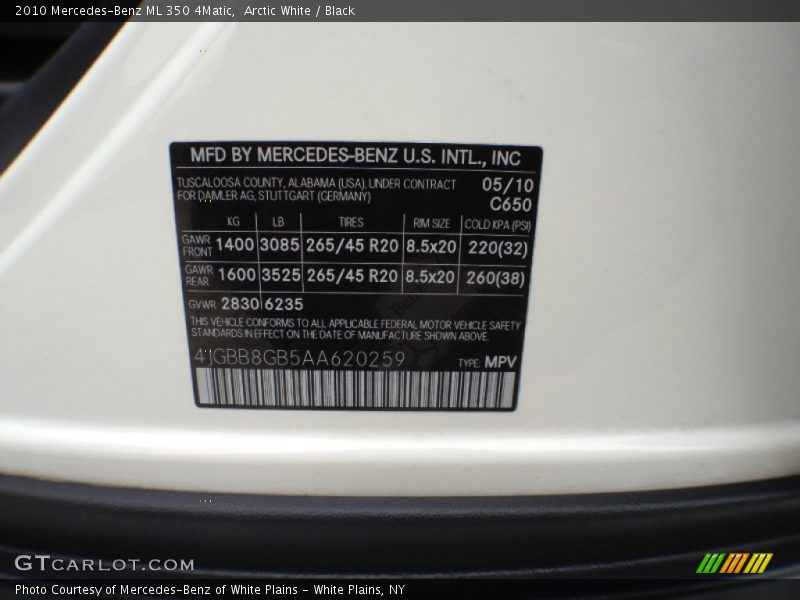 2010 Mercedes-Benz ML 350 4Matic,  Arctic White / Black
MFD BY MERCEDES-BENZ U.S. INTL., INC
TUSCALOOSA COUNTY, ALABAMA (USA), UNDER CONTRACT 05/10
FOR DAIMLER AG, STUTTGART (GERMANY) C650
KG LB TIRES RIM SIZE COLD KPA (PSI)
GAWR FRONT 1400 3085 265/45 R20 8.5x20 220(32)
GAWR REAR 1600 3525 265/45 R20 8.5x20 260(38)
GVWR 2830 6235
THIS VEHICLE CONFORMS TO ALL APPLICABLE FEDERAL MOTOR VEHICLE SAFETY
STANDARDS IN EFFECT ON THE DATE OF MANUFACTURE SHOWN ABOVE.
4JGBB8GB5AA620259 TYPE: MPV
GTCARLOT.COM
Photo Courtesy of Mercedes-Benz of White Plains - White Plains, NY